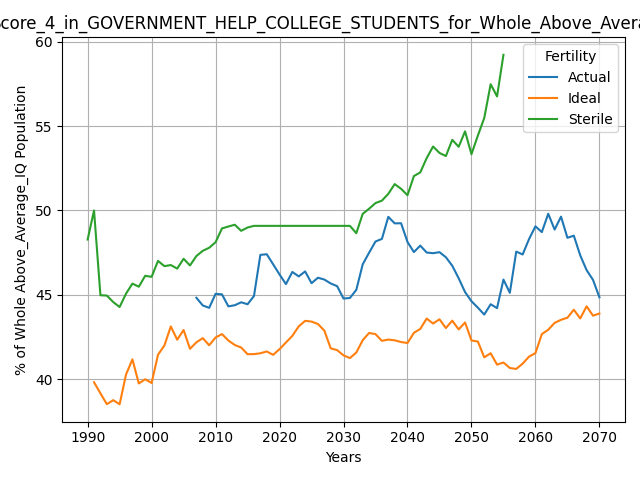 core_4_in_GOVERNMENT_HELP_COLLEGE_STUDENTS_for_Whole_Above_Avera
60
55
50
45
40
% of Whole Above_Average_IQ Population
Fertility
Actual
Ideal
Sterile
1990 2000 2010 2020 2030 2040 2050 2060 2070
Years